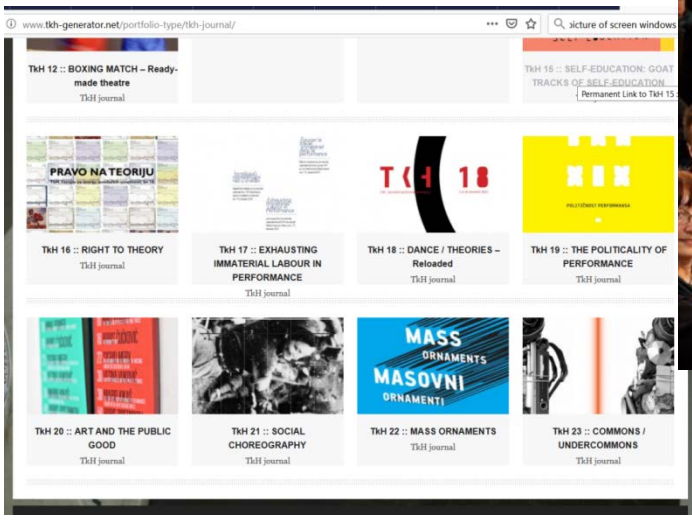 www.tkh-generator.net/portfolio-type/tkh-journal/
picture of screen windows
TkH 12 :: BOXING MATCH – Ready-
made theatre
TkH journal
TkH 15 :: SELF-EDUCATION: GOAT
TRACKS OF SELF-EDUCATION
Permanent Link to TkH 15 :
PRAVO NA TEORIJU
TkH 18
XIX
POLITIČNOST PERFORMANSA
TkH 16 :: RIGHT TO THEORY
TkH journal
TkH 17 :: EXHAUSTING
IMMATERIAL LABOUR IN
PERFORMANCE
TkH journal
TkH 18 :: DANCE / THEORIES –
Reloaded
TkH journal
TkH 19 :: THE POLITICALITY OF
PERFORMANCE
TkH journal
MASS
ORNAMENTS
MASOVNI
ORNAMENTI
TkH 20 :: ART AND THE PUBLIC
GOOD
TkH journal
TkH 21 :: SOCIAL
CHOREOGRAPHY
TkH journal
TkH 22 :: MASS ORNAMENTS
TkH journal
TkH 23 :: COMMONS /
UNDERCOMMONS
TkH journal